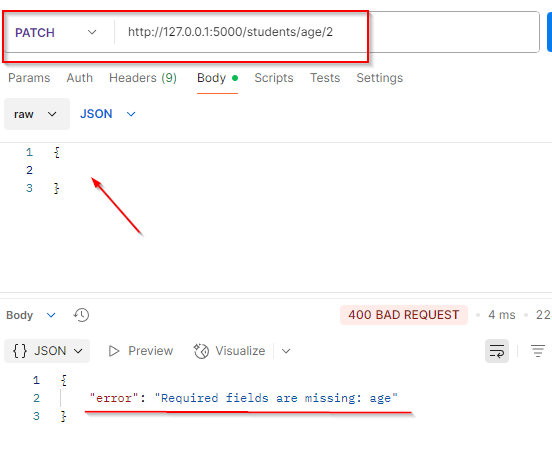 PATCH http://127.0.0.1:5000/students/age/2
Params Auth Headers (9) Body Scripts Tests Settings
raw JSON
1 {
2
3 }
Body 400 BAD REQUEST 4 ms 22
{} JSON Preview Visualize
1 {
2 "error": "Required fields are missing: age"
3 }